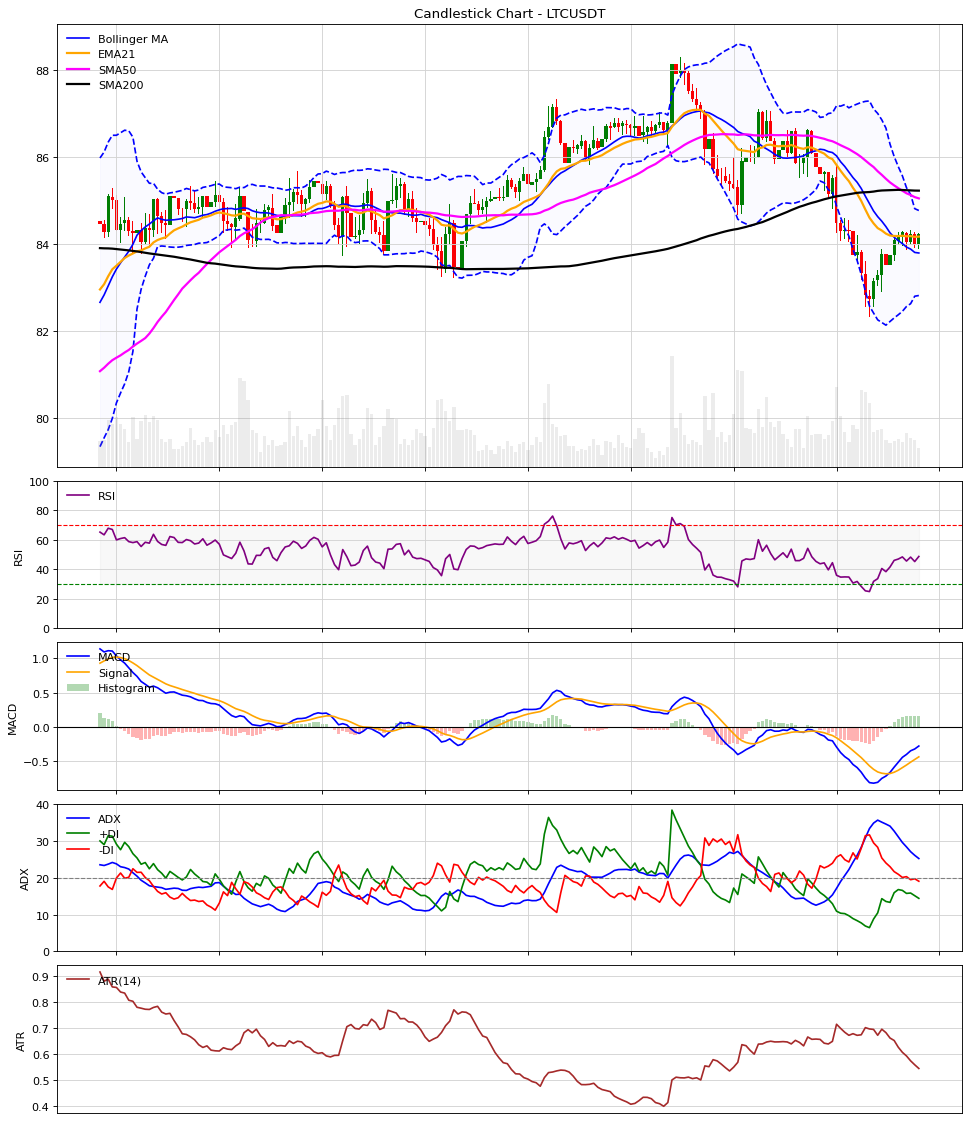 Candlestick Chart - LTCUSDT
Bollinger MA
EMA21
SMA50
SMA200
88
86
84
82
80
RSI
RSI
100
80
60
40
20
0
MACD
MACD
Signal
Histogram
1.0
0.5
0.0
−0.5
ADX
ADX
+DI
-DI
40
30
20
10
0
ATR
ATR(14)
0.9
0.8
0.7
0.6
0.5
0.4